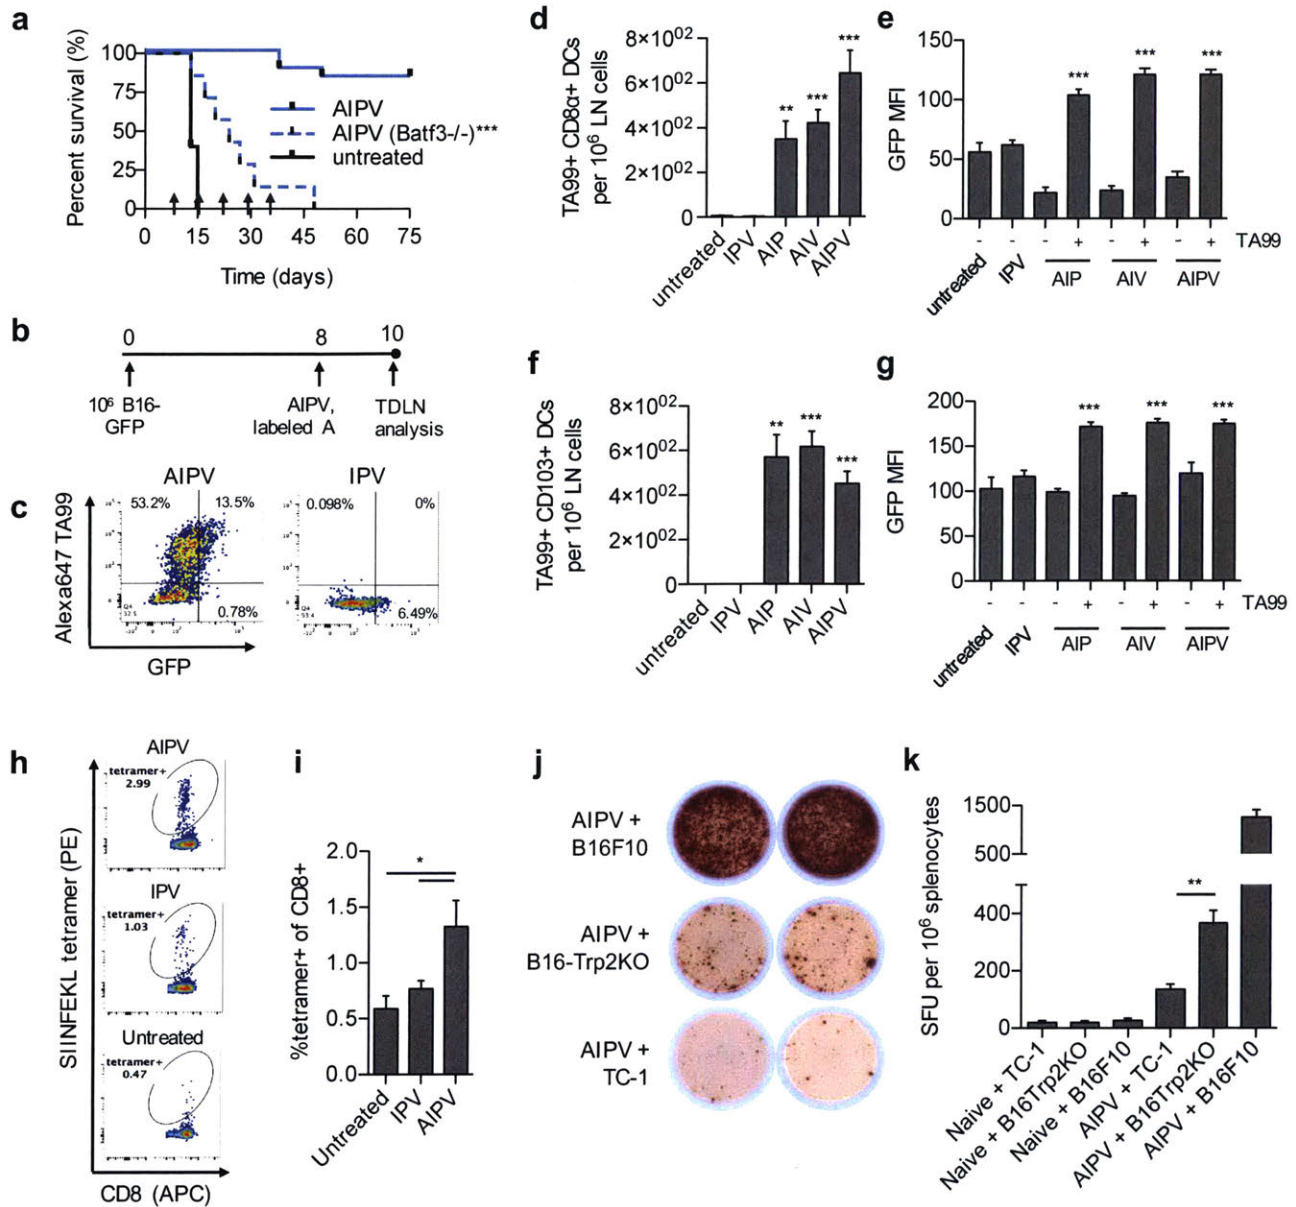 a
Percent survival (%)
100
75
50
25
0
0 15 30 45 60 75
Time (days)
AIPV
AIPV (Batf3-/-)***
untreated
b
0 8 10
10⁶ B16-
GFP
AIPV,
labeled A
TDLN
analysis
c
AIPV IPV
Alexa647 TA99
53.2% 13.5%
0.78%
0.098% 0%
6.49%
GFP
d
TA99+ CD8α+ DCs
per 10⁶ LN cells
8×10⁰²
6×10⁰²
4×10⁰²
2×10⁰²
0
** *** ***
untreated IPV AIP AIV AIPV
e
GFP MFI
150
100
50
0
*** *** ***
- - - + - + - + TA99
untreated IPV AIP AIV AIPV
f
TA99+ CD103+ DCs
per 10⁶ LN cells
8×10⁰²
6×10⁰²
4×10⁰²
2×10⁰²
0
** *** ***
untreated IPV AIP AIV AIPV
g
GFP MFI
200
150
100
50
0
*** *** ***
- - - + - + - + TA99
untreated IPV AIP AIV AIPV
h
SIINFEKL tetramer (PE)
AIPV
tetramer+
2.99
IPV
tetramer+
1.03
Untreated
tetramer+
0.47
CD8 (APC)
i
%tetramer+ of CD8+
2.0
1.5
1.0
0.5
0.0
*
Untreated IPV AIPV
j
AIPV +
B16F10
AIPV +
B16-Trp2KO
AIPV +
TC-1
k
SFU per 10⁶ splenocytes
1500
500
400
200
0
**
Naive + TC-1
Naive + B16Trp2KO
Naive + B16F10
AIPV + TC-1
AIPV + B16Trp2KO
AIPV + B16F10